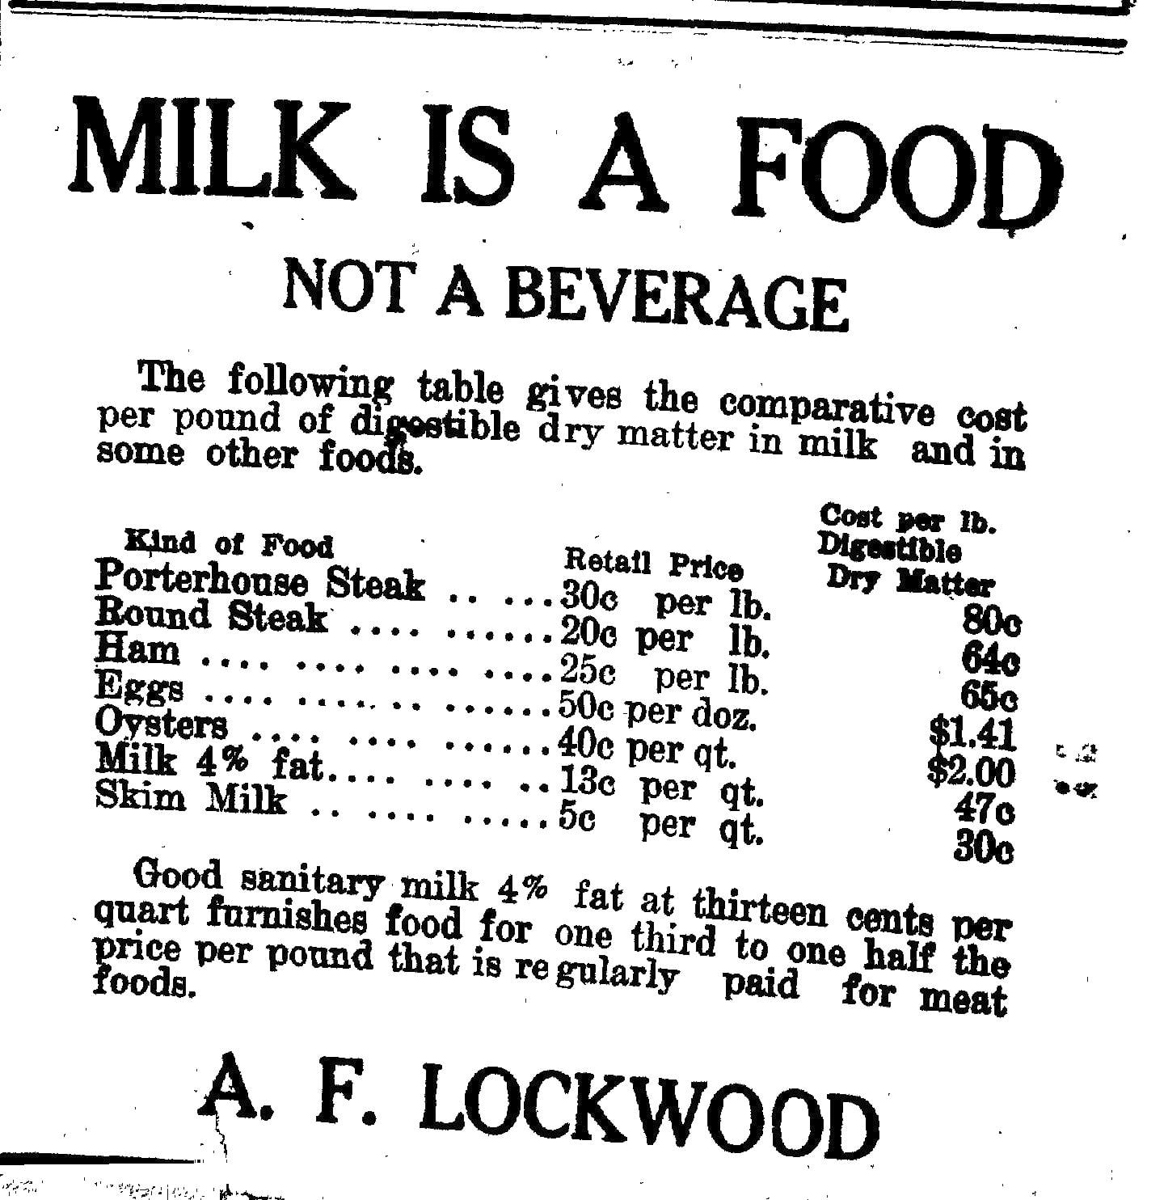 MILK IS A FOOD
NOT A BEVERAGE
The following table gives the comparative cost
per pound of digestible dry matter in milk and in
some other foods.
Kind of Food Retail Price Cost per lb. Digestible Dry Matter
Porterhouse Steak .. ...30c per lb. 80c
Round Steak .... ......20c per lb. 64c
Ham .... .... .... ....25c per lb. 65c
Eggs .... ...... .. ......50c per doz. $1.41
Oysters .... .... ......40c per qt. $2.00
Milk 4% fat.... .... ..13c per qt. 47c
Skim Milk .. .... .....5c per qt. 30c
Good sanitary milk 4% fat at thirteen cents per
quart furnishes food for one third to one half the
price per pound that is regularly paid for meat
foods.
A. F. LOCKWOOD